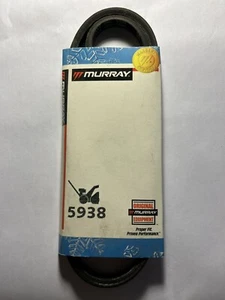 MURRAY
5938
ORIGINAL
MURRAY
EQUIPMENT
Proper Fit.
Proven Performance.